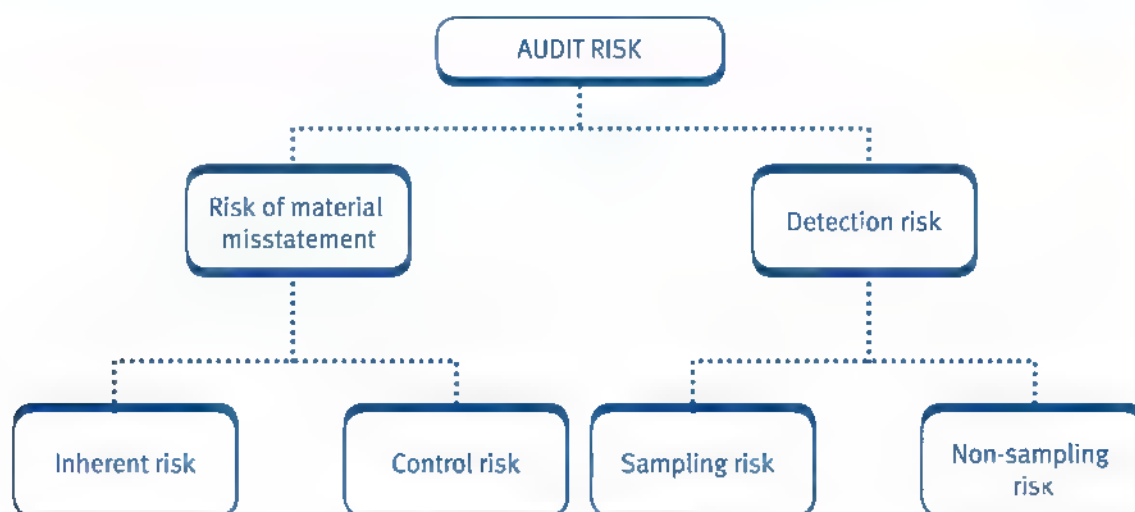 AUDIT RISK
Risk of material
misstatement
Detection risk
Inherent risk
Control risk
Sampling risk
Non-sampling
risk